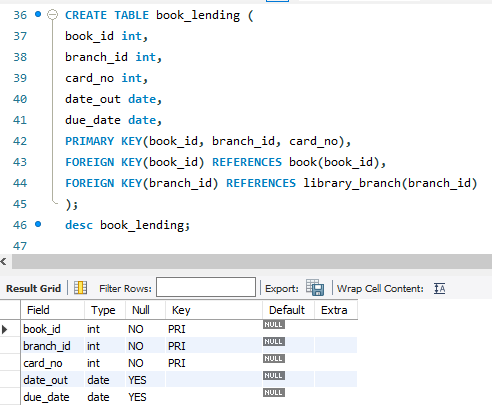 36 CREATE TABLE book_lending (
37 book_id int,
38 branch_id int,
39 card_no int,
40 date_out date,
41 due_date date,
42 PRIMARY KEY(book_id, branch_id, card_no),
43 FOREIGN KEY(book_id) REFERENCES book(book_id),
44 FOREIGN KEY(branch_id) REFERENCES library_branch(branch_id)
45 );
46 desc book_lending;
47
Result Grid Filter Rows: Export: Wrap Cell Content: IA
Field Type Null Key Default Extra
book_id int NO PRI NULL
branch_id int NO PRI NULL
card_no int NO PRI NULL
date_out date YES NULL
due_date date YES NULL